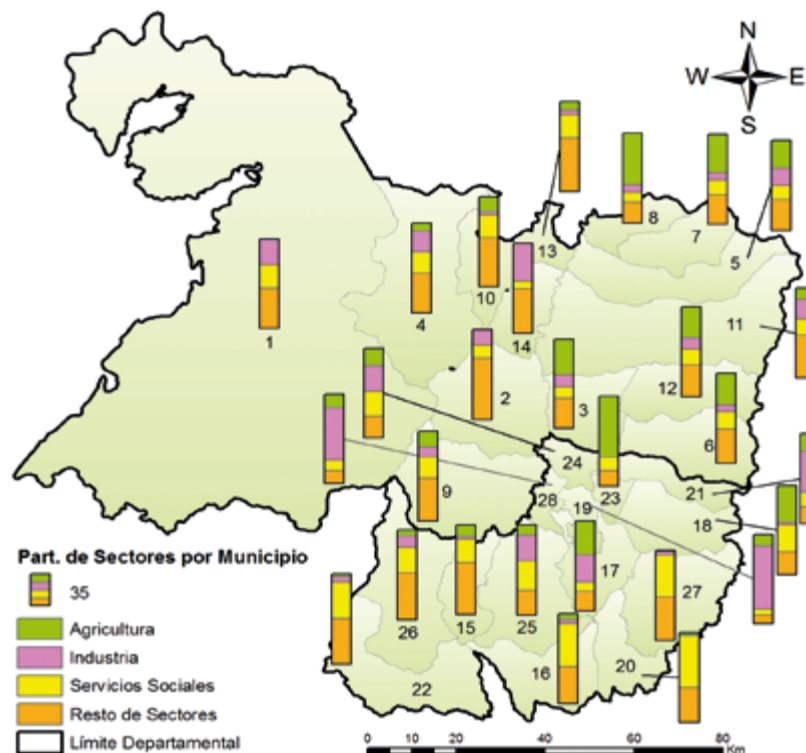 N
W E
S
13
8
7
5
10
4
1
14
11
2
3
12
6
24
9
23
21
28
19
18
17
27
26
15
25
16
20
22
Part. de Sectores por Municipio
35
Agricultura
Industria
Servicios Sociales
Resto de Sectores
Límite Departamental
0 20 40 60 80
Km